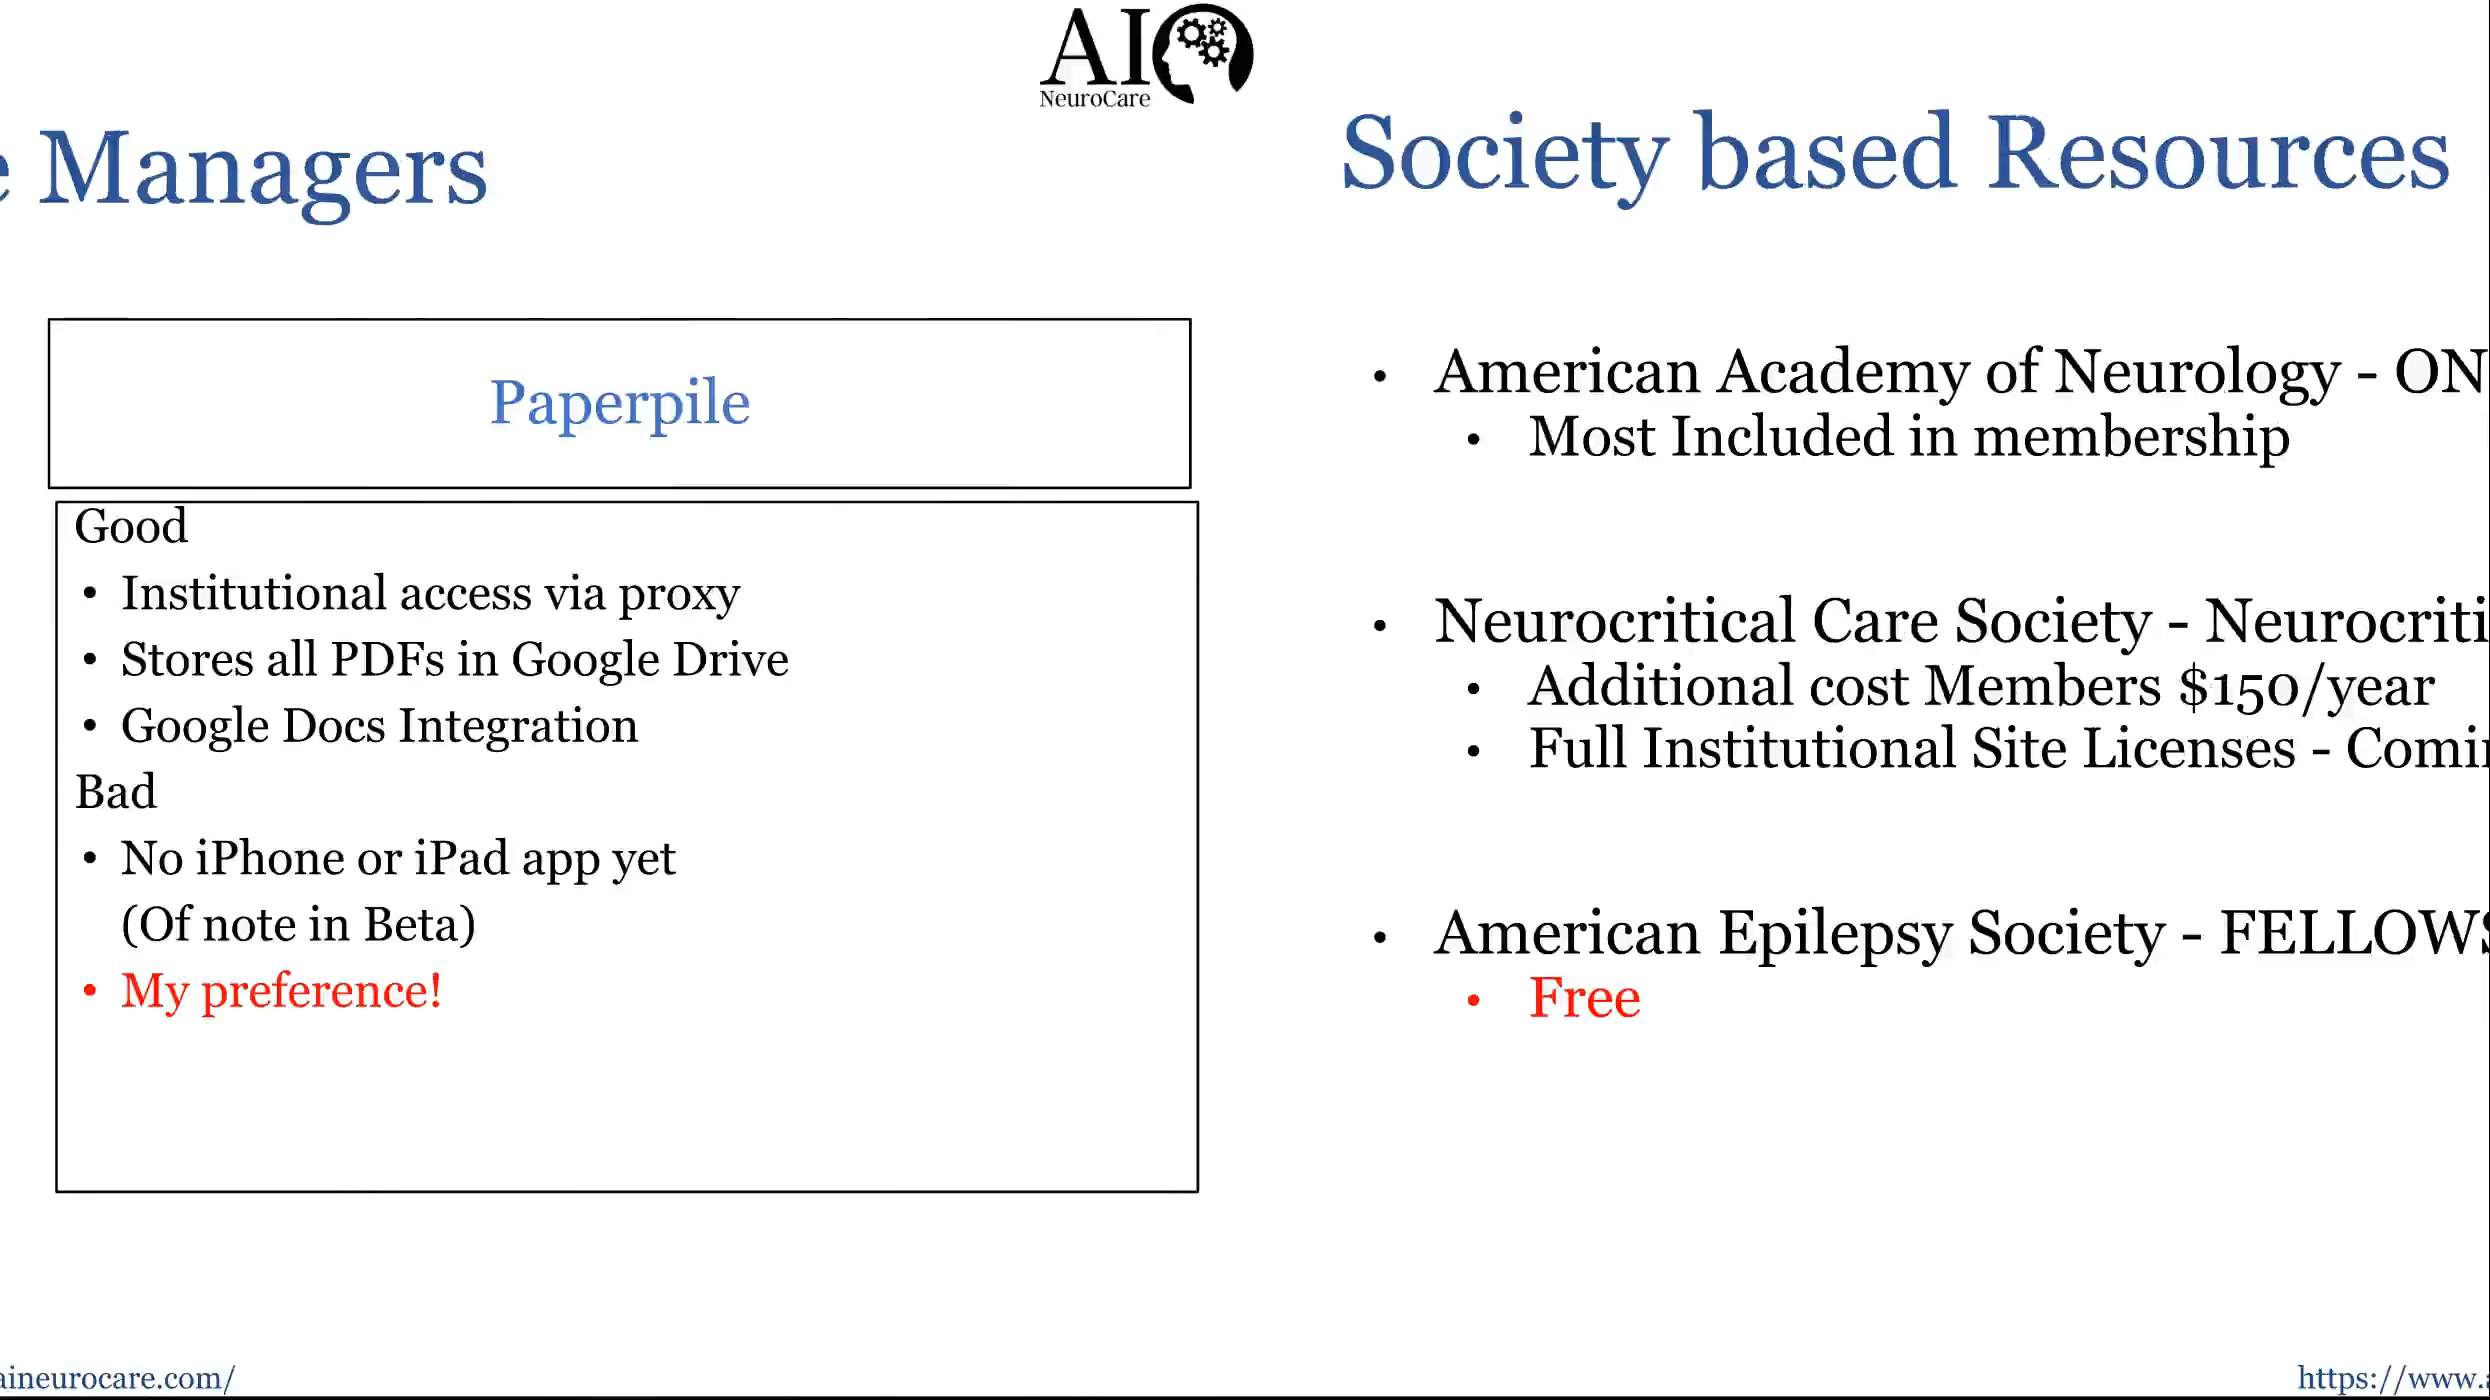 AI
NeuroCare
Managers
Paperpile
Good
• Institutional access via proxy
• Stores all PDFs in Google Drive
• Google Docs Integration
Bad
• No iPhone or iPad app yet
(Of note in Beta)
• My preference!
aineurocare.com/
Society based Resources
• American Academy of Neurology - ON
• Most Included in membership
• Neurocritical Care Society - Neurocriti
• Additional cost Members $150/year
• Full Institutional Site Licenses - Comi
• American Epilepsy Society - FELLOWS
• Free
https://www.